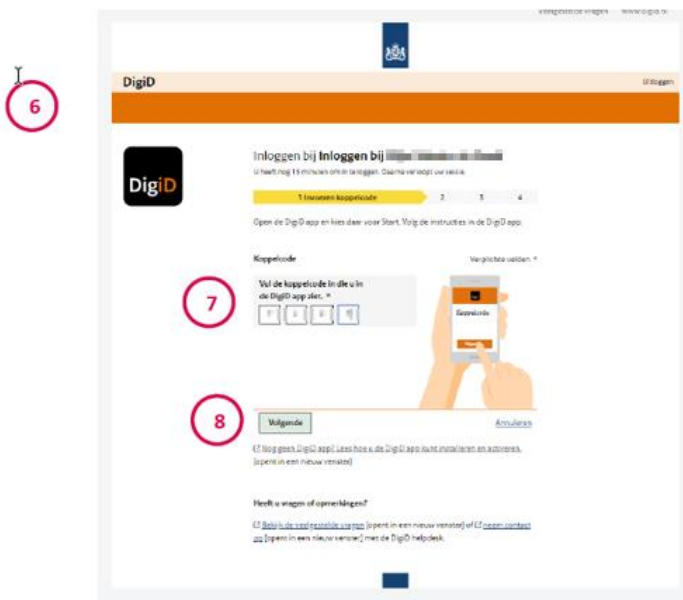 Veelgestelde vragen www.digid.nl
DigiD Uitloggen
6
DigiD
Inloggen bij Inloggen bij
U heeft nog 15 minuten om in te loggen. Daarna verloopt uw sessie.
1 Invoeren koppelcode 2 3 4
Open de DigiD app en kies daar voor Start. Volg de instructies in de DigiD app.
Koppelcode Verplichte velden *
Vul de koppelcode in die u in
de DigiD app ziet. *
7
Koppelcode
8
Volgende Annuleren
Nog geen DigiD app? Lees hoe u de DigiD app kunt installeren en activeren.
[opent in een nieuw venster]
Heeft u vragen of opmerkingen?
Bekijk de veelgestelde vragen [opent in een nieuw venster] of neem contact
op [opent in een nieuw venster] met de DigiD helpdesk.